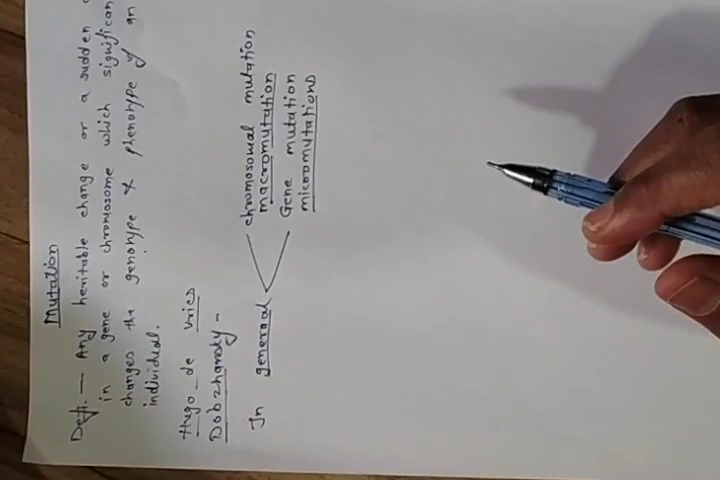 Mutation
Def. — Any heritable change or a sudden
in a gene or chromosome which significan
changes the genotype & phenotype of an
individual.
Hugo de Vries
Dobzhansky -
In general
chromosomal mutation
macromutation
Gene mutation
micromutations